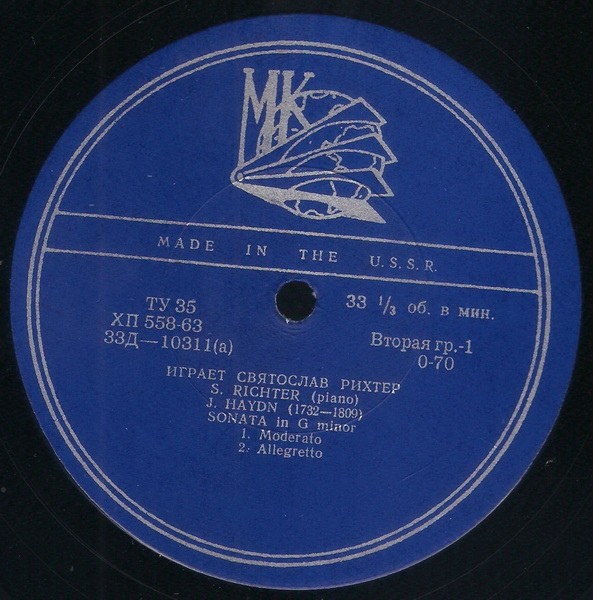 MK
MADE IN THE U.S.S.R.
ТУ 35
ХП 558-63
33Д—10311(а)
33 1/3 об. в мин.
Вторая гр.-1
0-70
ИГРАЕТ СВЯТОСЛАВ РИХТЕР
S. RICHTER (piano)
J. HAYDN (1732—1809)
SONATA in G minor
1. Moderato
2. Allegretto